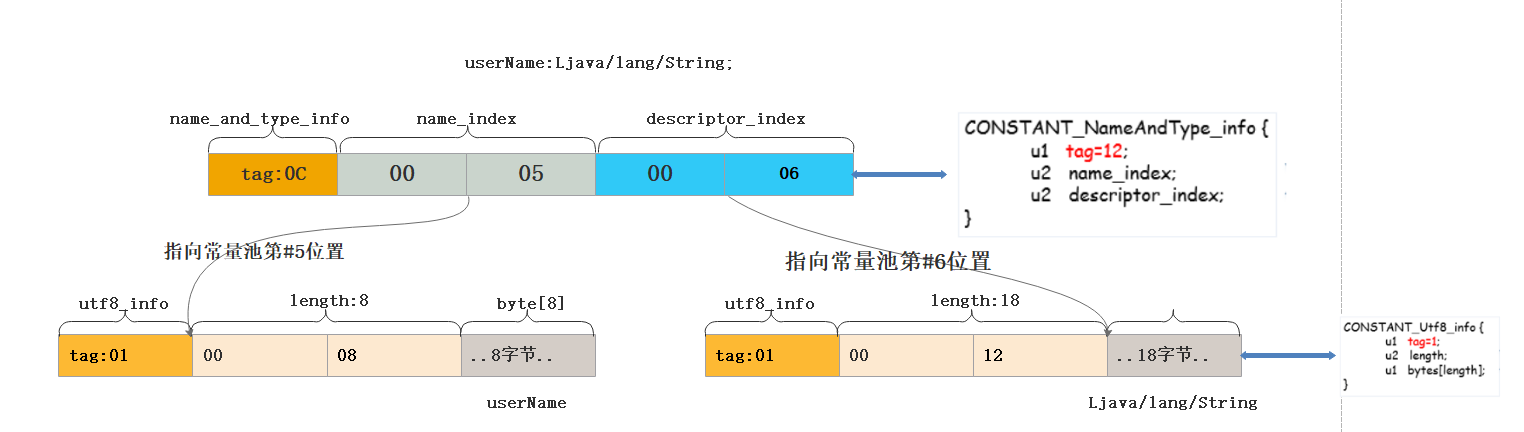 userName:Ljava/lang/String;
name_and_type_info name_index descriptor_index
tag:0C 00 05 00 06
CONSTANT_NameAndType_info {
u1 tag=12;
u2 name_index;
u2 descriptor_index;
}
指向常量池第#5位置
指向常量池第#6位置
utf8_info length:8 byte[8]
tag:01 00 08 ..8字节..
userName
utf8_info length:18
tag:01 00 12 ..18字节..
Ljava/lang/String
CONSTANT_Utf8_info {
u1 tag=1;
u2 length;
u1 bytes[length];
}